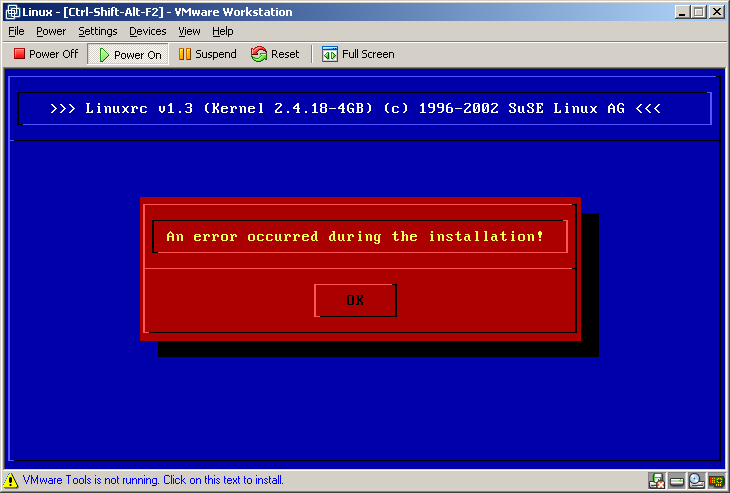 Linux - [Ctrl-Shift-Alt-F2] - VMware Workstation
File Power Settings Devices View Help
Power Off Power On Suspend Reset Full Screen
>>> Linuxrc v1.3 (Kernel 2.4.18-4GB) (c) 1996-2002 SuSE Linux AG <<<
An error occurred during the installation!
OK
VMware Tools is not running. Click on this text to install.